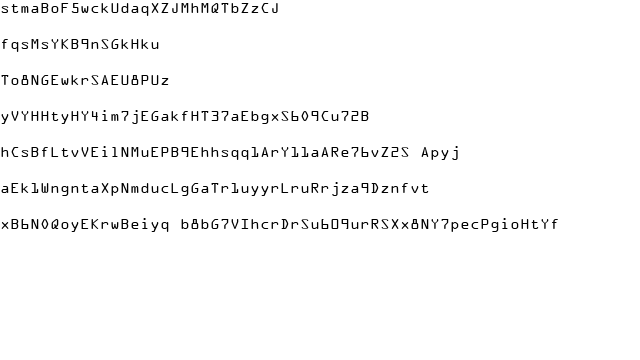 stmaBoF5wckUdaqXZJMhMQTbZzCJ
fqsMsYKB9nSGkHku
To8NGEwkrSAEU8PUz
yVYHHtyHY4im7jEGakfHT37aEbgxS609Cu72B
hCsBfLtvVEilNMuEPB9Ehhsqq1ArY11aARe76vZ2S Apyj
aEk1WngntaXpNmducLgGaTr1uyyrLruRrjza9Dznfvt
xB6N0QoyEKrwBeiyq b8bG7VIhcrDrSu609urRSXx8NY7pecPgioHtYf